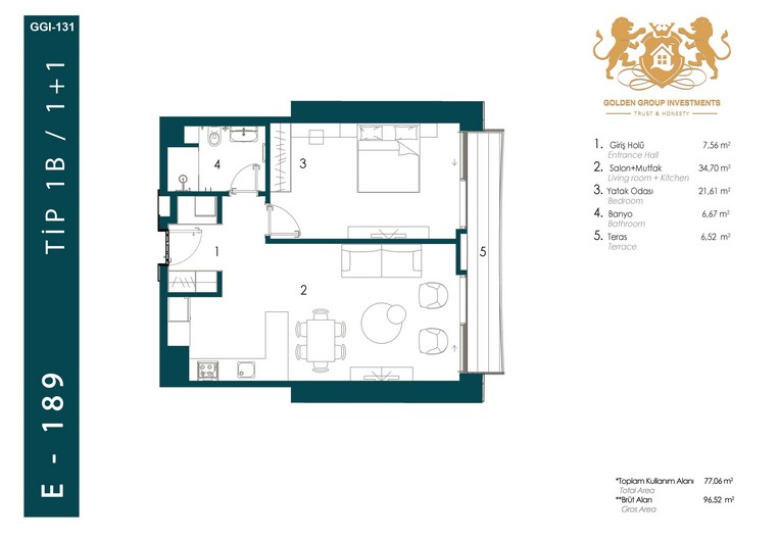 GGI-131
TİP 1B / 1+1
E - 189
GOLDEN GROUP INVESTMENTS
TRUST & HONESTY
1. Giriş Holü 7,56 m²
Entrance Hall
2. Salon+Mutfak 34,70 m²
Living room + Kitchen
3. Yatak Odası 21,61 m²
Bedroom
4. Banyo 6,67 m²
Bathroom
5. Teras 6,52 m²
Terrace
4
3
1
2
5
*Toplam Kullanım Alanı 77,06 m²
Total Area
**Brüt Alan 96,52 m²
Gros Area